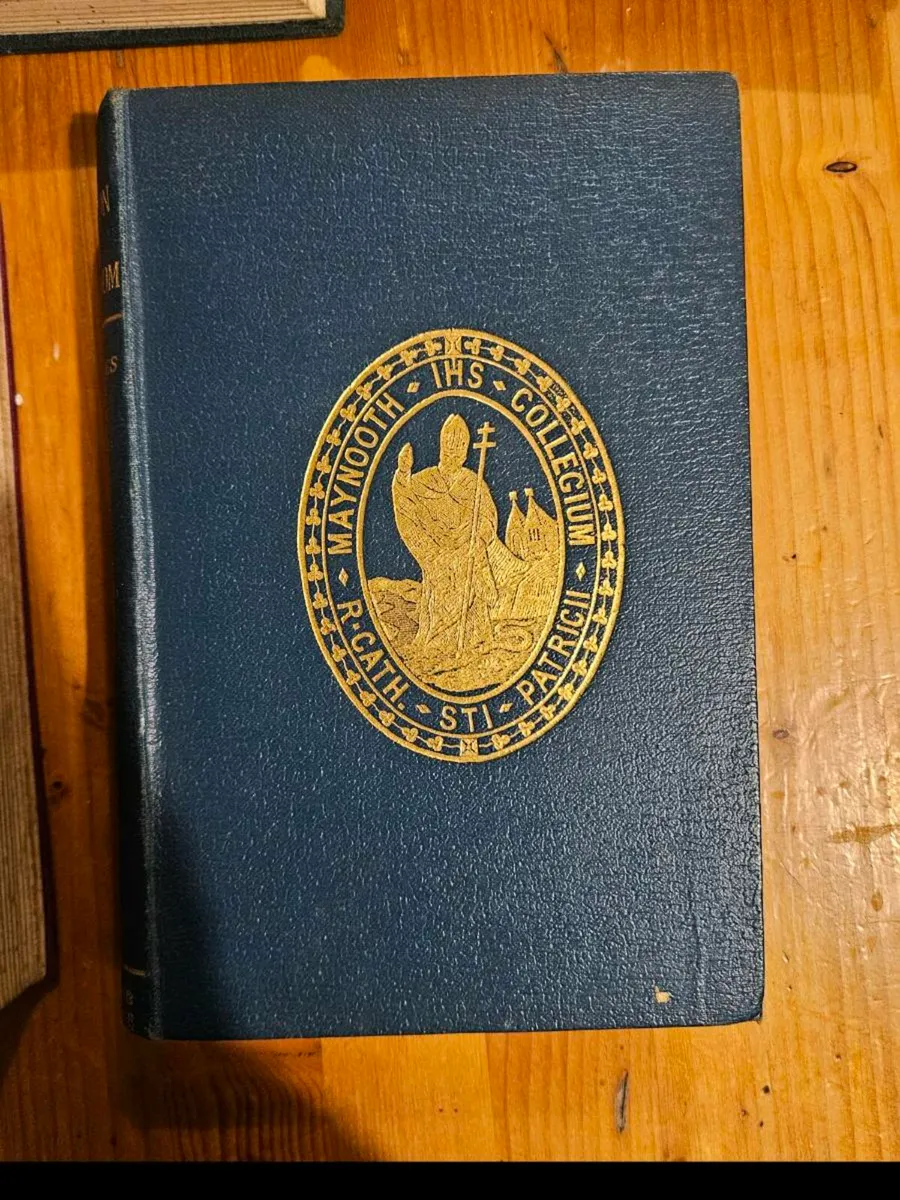 MAYNOOTH · IHS · COLLEGIUM
R·CATH. · STI · PATRICII